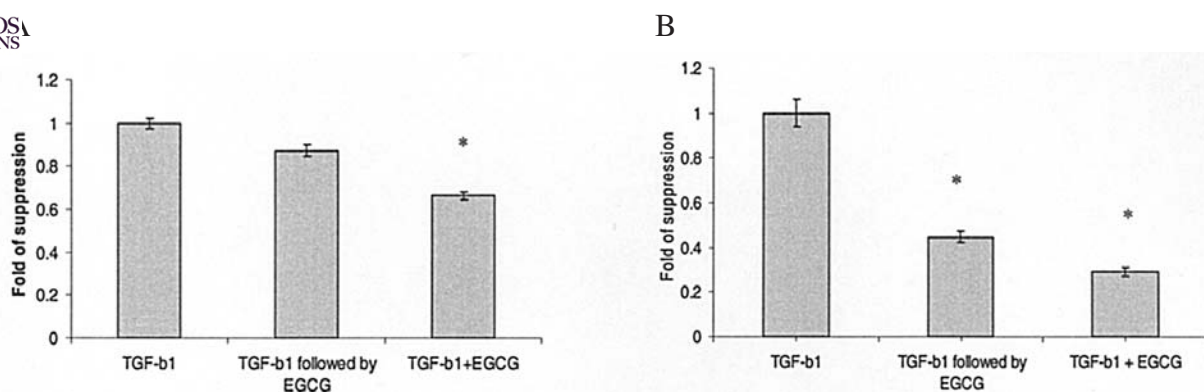 B
1.2
1
0.8
0.6
0.4
0.2
0
Fold of suppression
TGF-b1
TGF-b1 followed by
EGCG
TGF-b1+EGCG
*
1.2
1
0.8
0.6
0.4
0.2
0
Fold of suppression
TGF-b1
TGF-b1 followed by
EGCG
TGF-b1 + EGCG
*
*